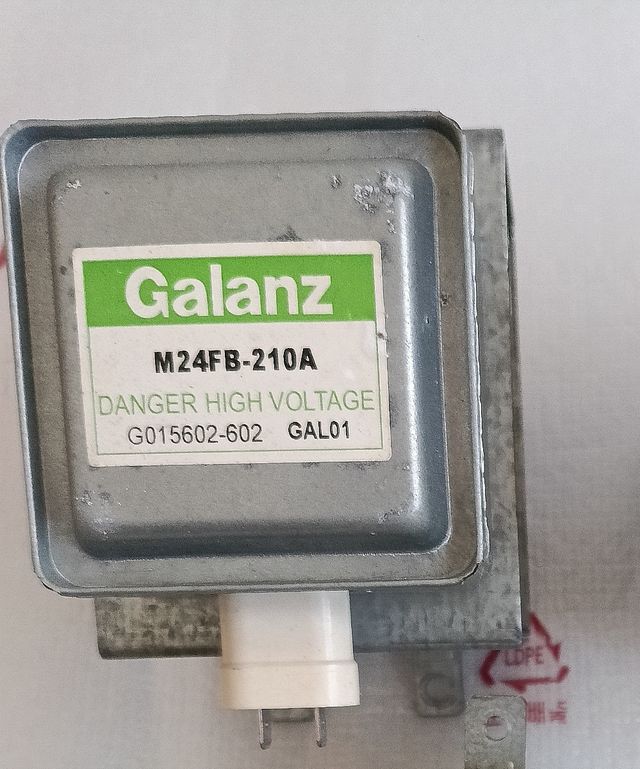 Galanz
M24FB-210A
DANGER HIGH VOLTAGE
G015602-602 GAL01
LDPE